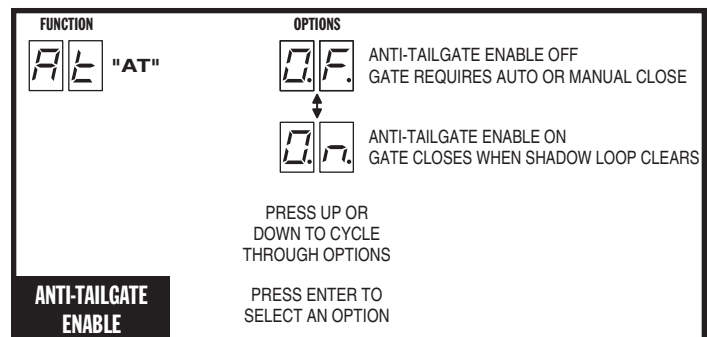 FUNCTION
OPTIONS
At "AT"
O.F. ANTI-TAILGATE ENABLE OFF
GATE REQUIRES AUTO OR MANUAL CLOSE
O.n. ANTI-TAILGATE ENABLE ON
GATE CLOSES WHEN SHADOW LOOP CLEARS
PRESS UP OR
DOWN TO CYCLE
THROUGH OPTIONS
ANTI-TAILGATE
ENABLE
PRESS ENTER TO
SELECT AN OPTION